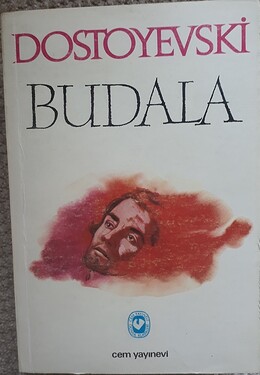 DOSTOYEVSKİ
BUDALA
cem yayınevi